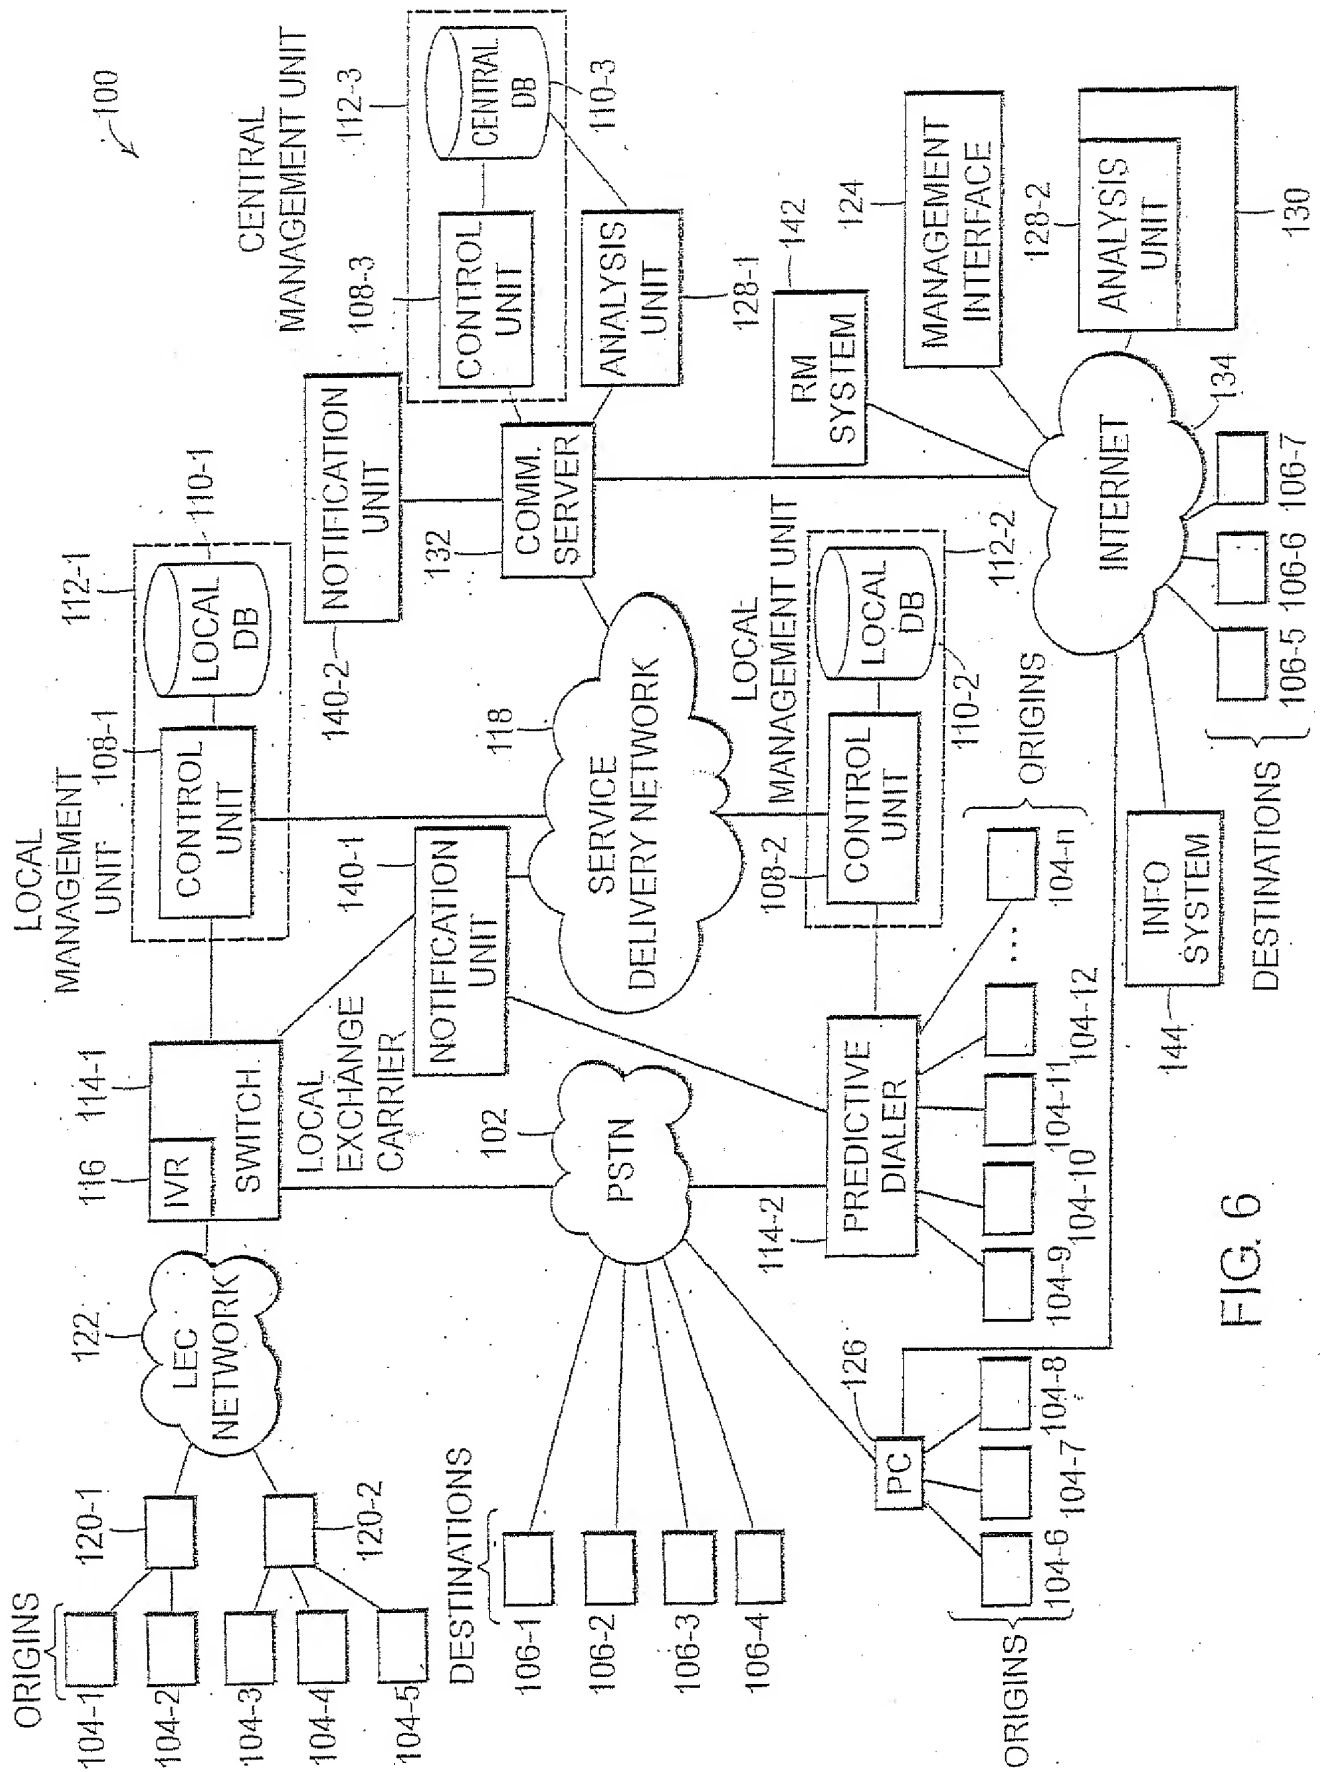 100
ORIGINS
104-1
104-2
104-3
104-4
104-5
120-1
120-2
122
LEC
NETWORK
116
IVR
114-1
SWITCH
LOCAL
EXCHANGE
CARRIER
LOCAL
MANAGEMENT
UNIT
108-1
CONTROL
UNIT
112-1
LOCAL
DB
110-1
140-2
NOTIFICATION
UNIT
CENTRAL
MANAGEMENT UNIT
112-3
108-3
CONTROL
UNIT
CENTRAL
DB
110-3
ANALYSIS
UNIT
128-1
132
COMM.
SERVER
140-1
NOTIFICATION
UNIT
118
SERVICE
DELIVERY NETWORK
102
PSTN
DESTINATIONS
106-1
106-2
106-3
106-4
LOCAL
MANAGEMENT UNIT
108-2
CONTROL
UNIT
LOCAL
DB
110-2
112-2
142
RM
SYSTEM
124
MANAGEMENT
INTERFACE
128-2
ANALYSIS
UNIT
130
114-2
PREDICTIVE
DIALER
126
PC
ORIGINS
104-6
104-7
104-8
104-9
104-10
104-11
104-12
...
104-n
ORIGINS
INTERNET
134
144
INFO
SYSTEM
DESTINATIONS
106-5
106-6
106-7
FIG. 6